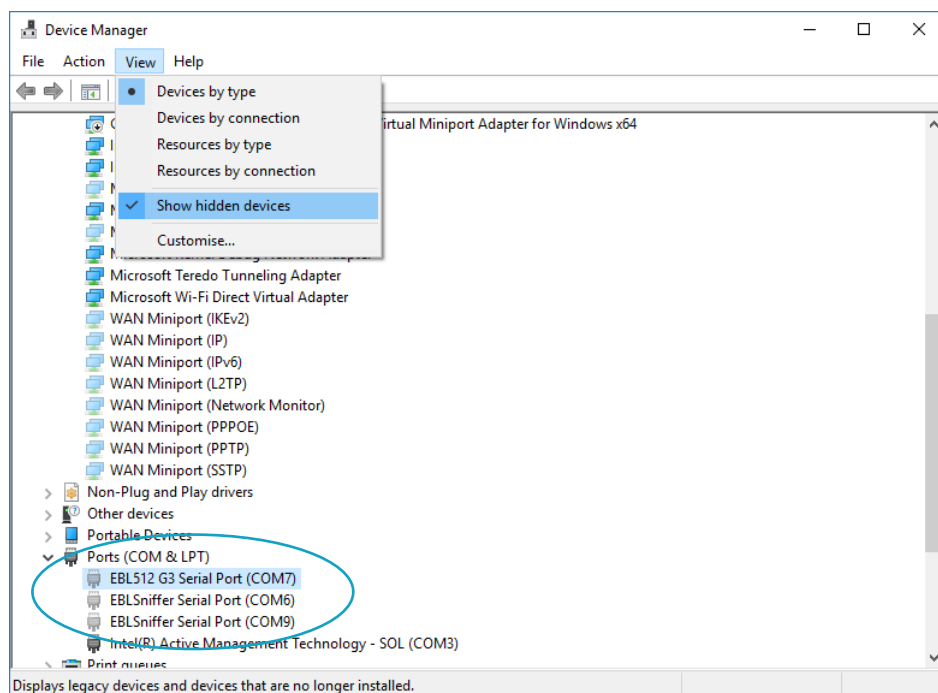 Device Manager
File Action View Help
Devices by type
Devices by connection
Resources by type
Resources by connection
Show hidden devices
Customise...
Virtual Miniport Adapter for Windows x64
Microsoft Teredo Tunneling Adapter
Microsoft Wi-Fi Direct Virtual Adapter
WAN Miniport (IKEv2)
WAN Miniport (IP)
WAN Miniport (IPv6)
WAN Miniport (L2TP)
WAN Miniport (Network Monitor)
WAN Miniport (PPPOE)
WAN Miniport (PPTP)
WAN Miniport (SSTP)
Non-Plug and Play drivers
Other devices
Portable Devices
Ports (COM & LPT)
EBL512 G3 Serial Port (COM7)
EBLSniffer Serial Port (COM6)
EBLSniffer Serial Port (COM9)
Intel(R) Active Management Technology - SOL (COM3)
Print queues
Displays legacy devices and devices that are no longer installed.